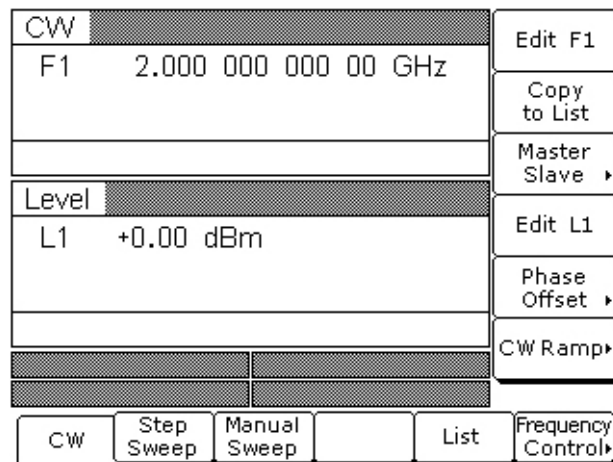 CW
F1 2.000 000 000 00 GHz
Level
L1 +0.00 dBm
Edit F1
Copy
to List
Master
Slave
Edit L1
Phase
Offset
CW Ramp
CW
Step
Sweep
Manual
Sweep
List
Frequency
Control